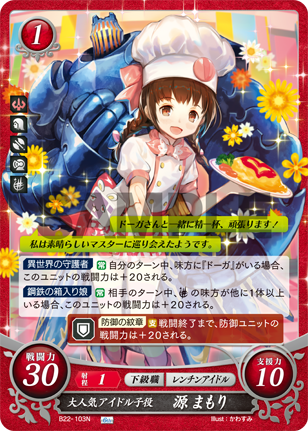 1
ドーガさんと一緒に精一杯、頑張ります！
私は素晴らしいマスターに巡り会えたようです。
異世界の守護者 常 自分のターン中、味方に『ドーガ』がいる場合、
このユニットの戦闘力は＋２０される。
鋼鉄の箱入り娘 常 相手のターン中、の味方が他に１体以上
いる場合、このユニットの戦闘力は＋２０される。
防御の紋章 支 戦闘終了まで、防御ユニットの
戦闘力は＋２０される。
戦闘力
30
射程 1 下級職 レンチンアイドル
支援力
10
大人気アイドル子役 源 まもり
B22-103N
Illust：かわすみ